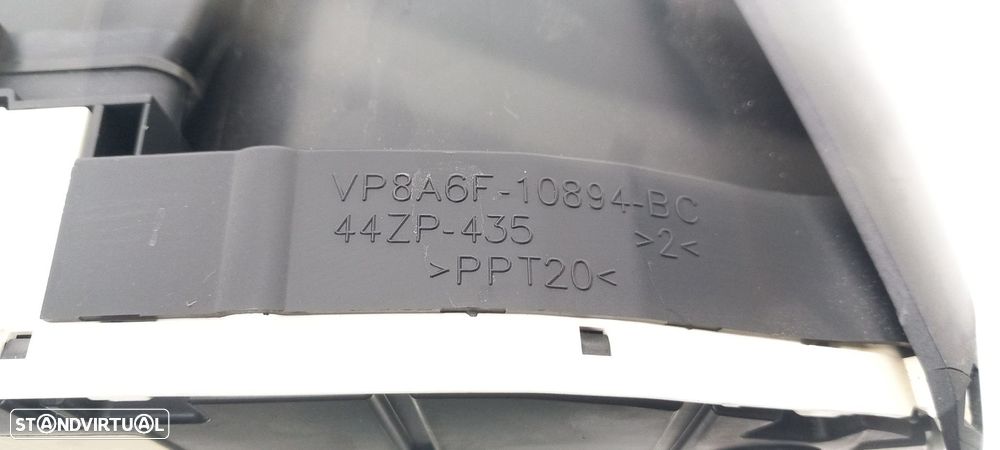 VP8A6F-10894-BC
44ZP-435 >2<
>PPT20<
STANDVIRTUAL